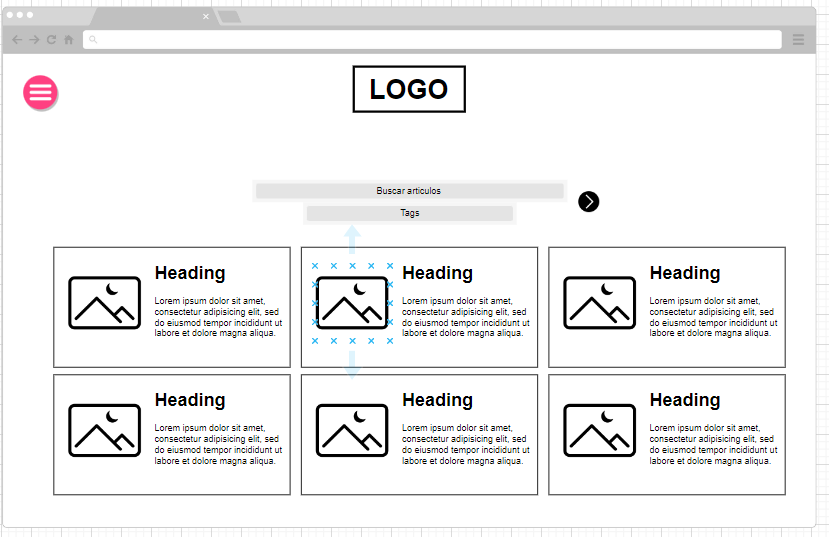 LOGO
Buscar articulos
Tags
Heading
Lorem ipsum dolor sit amet,
consectetur adipisicing elit, sed
do eiusmod tempor incididunt ut
labore et dolore magna aliqua.
Heading
Lorem ipsum dolor sit amet,
consectetur adipisicing elit, sed
do eiusmod tempor incididunt ut
labore et dolore magna aliqua.
Heading
Lorem ipsum dolor sit amet,
consectetur adipisicing elit, sed
do eiusmod tempor incididunt ut
labore et dolore magna aliqua.
Heading
Lorem ipsum dolor sit amet,
consectetur adipisicing elit, sed
do eiusmod tempor incididunt ut
labore et dolore magna aliqua.
Heading
Lorem ipsum dolor sit amet,
consectetur adipisicing elit, sed
do eiusmod tempor incididunt ut
labore et dolore magna aliqua.
Heading
Lorem ipsum dolor sit amet,
consectetur adipisicing elit, sed
do eiusmod tempor incididunt ut
labore et dolore magna aliqua.